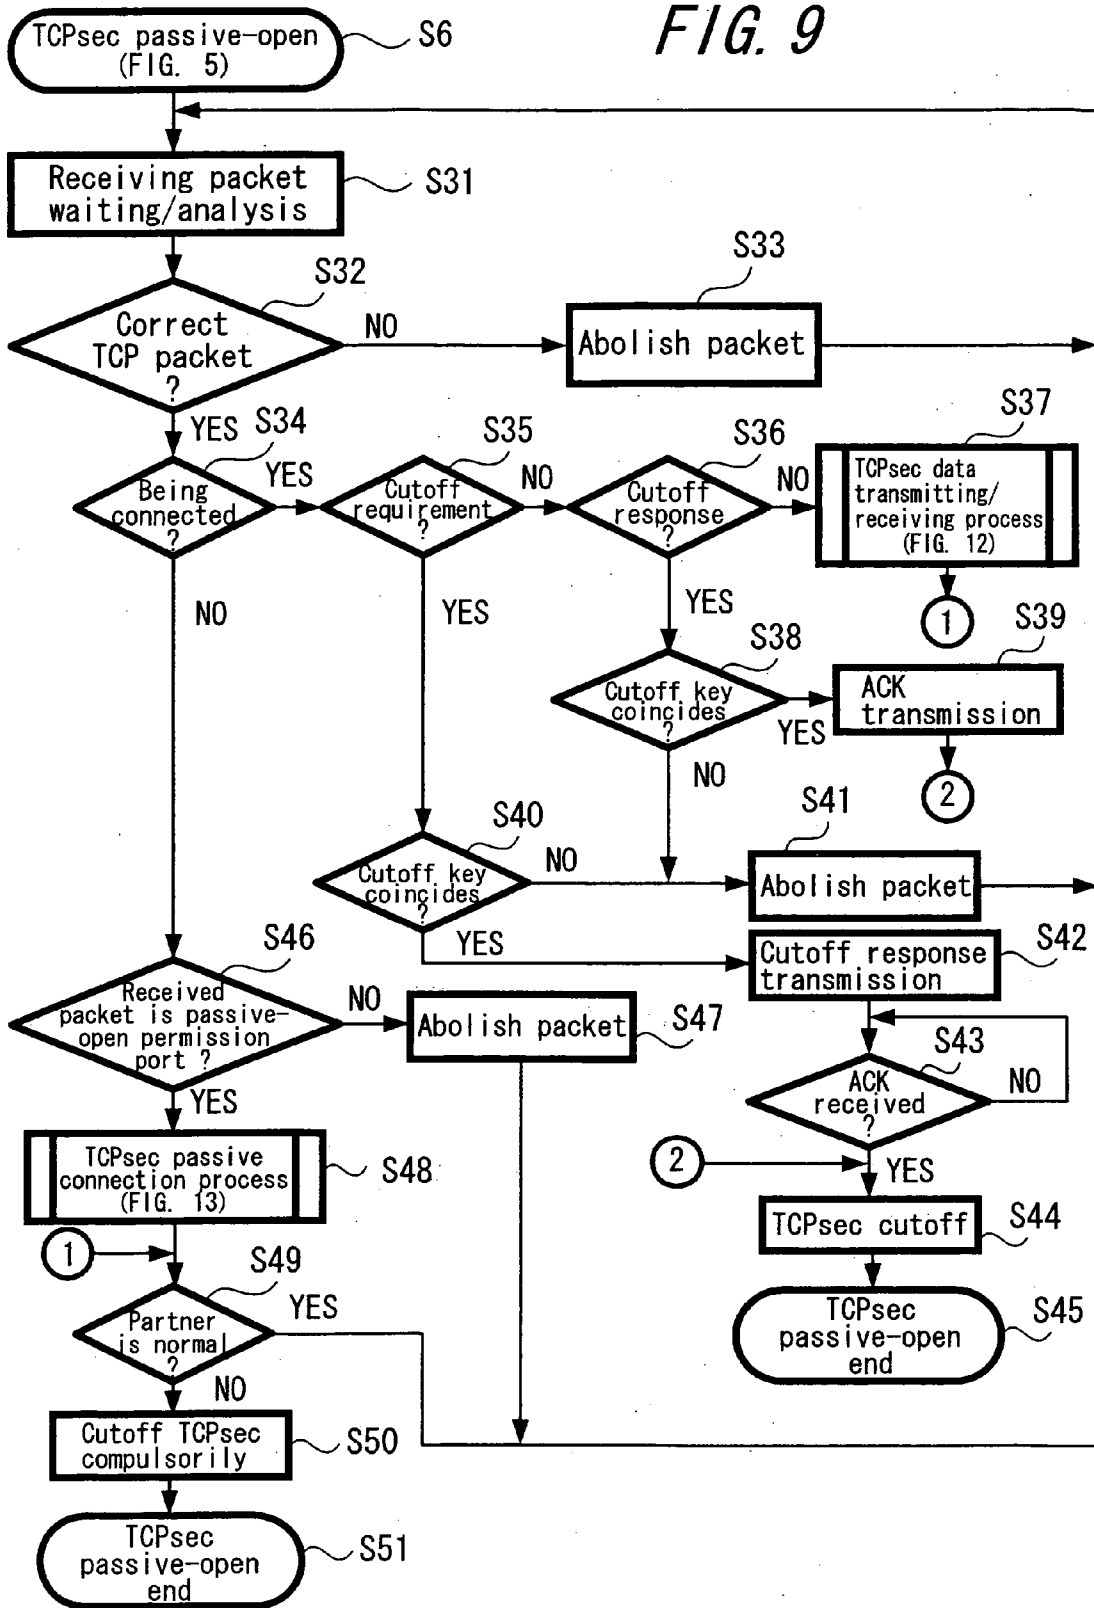 FIG. 9
TCPsec passive-open
(FIG. 5)
S6
Receiving packet
waiting/analysis
S31
S32
Correct
TCP packet
?
NO
S33
Abolish packet
YES
S34
Being
connected
?
YES
S35
Cutoff
requirement
?
NO
S36
Cutoff
response
?
NO
S37
TCPsec data
transmitting/
receiving process
(FIG. 12)
1
NO
YES
YES
S38
Cutoff key
coincides
?
YES
S39
ACK
transmission
2
NO
S40
Cutoff key
coincides
?
NO
S41
Abolish packet
YES
Cutoff response
transmission
S42
S46
Received
packet is passive-
open permission
port ?
NO
Abolish packet
S47
S43
ACK
received
?
NO
YES
TCPsec passive
connection process
(FIG. 13)
S48
2
YES
TCPsec cutoff
S44
1
S49
Partner
is normal
?
YES
TCPsec
passive-open
end
S45
NO
Cutoff TCPsec
compulsorily
S50
TCPsec
passive-open
end
S51